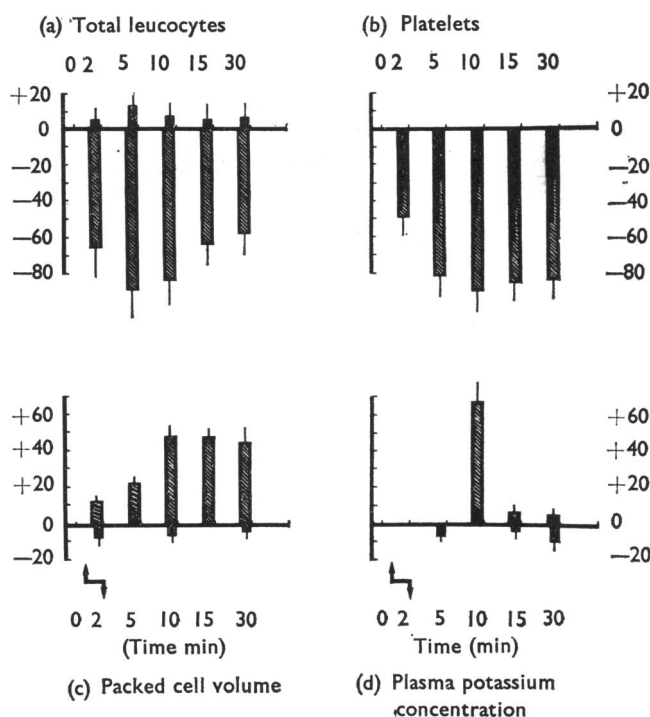 (a) Total leucocytes
(b) Platelets
0 2 5 10 15 30
0 2 5 10 15 30
+20
0
—20
—40
—60
—80
+20
0
—20
—40
—60
—80
+60
+40
+20
0
—20
+60
+40
+20
0
—20
0 2 5 10 15 30
(Time min)
0 2 5 10 15 30
Time (min)
(c) Packed cell volume
(d) Plasma potassium
concentration